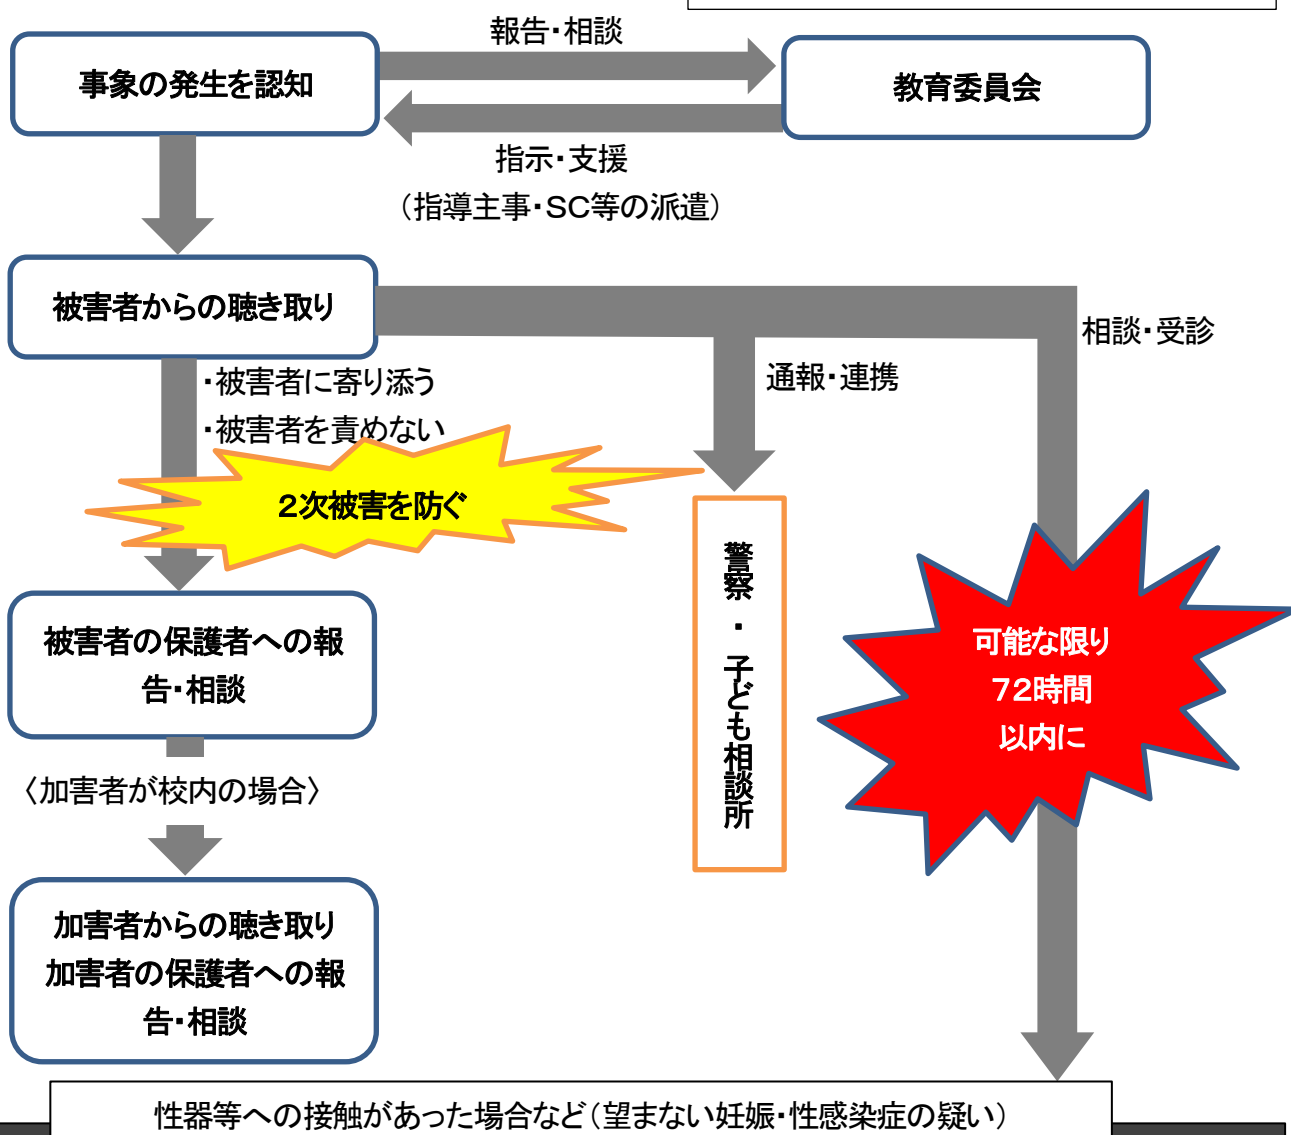 報告・相談
事象の発生を認知
教育委員会
指示・支援
（指導主事・SC等の派遣）
被害者からの聴き取り
相談・受診
通報・連携
・被害者に寄り添う
・被害者を責めない
２次被害を防ぐ
警察・子ども相談所
可能な限り
７２時間
以内に
被害者の保護者への報
告・相談
〈加害者が校内の場合〉
加害者からの聴き取り
加害者の保護者への報
告・相談
性器等への接触があった場合など（望まない妊娠・性感染症の疑い）